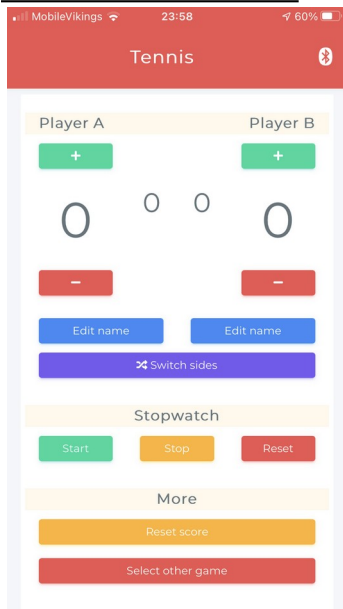 MobileVikings 23:58 60%
Tennis
Player A Player B
+ +
0 0 0 0
- -
Edit name Edit name
Switch sides
Stopwatch
Start Stop Reset
More
Reset score
Select other game